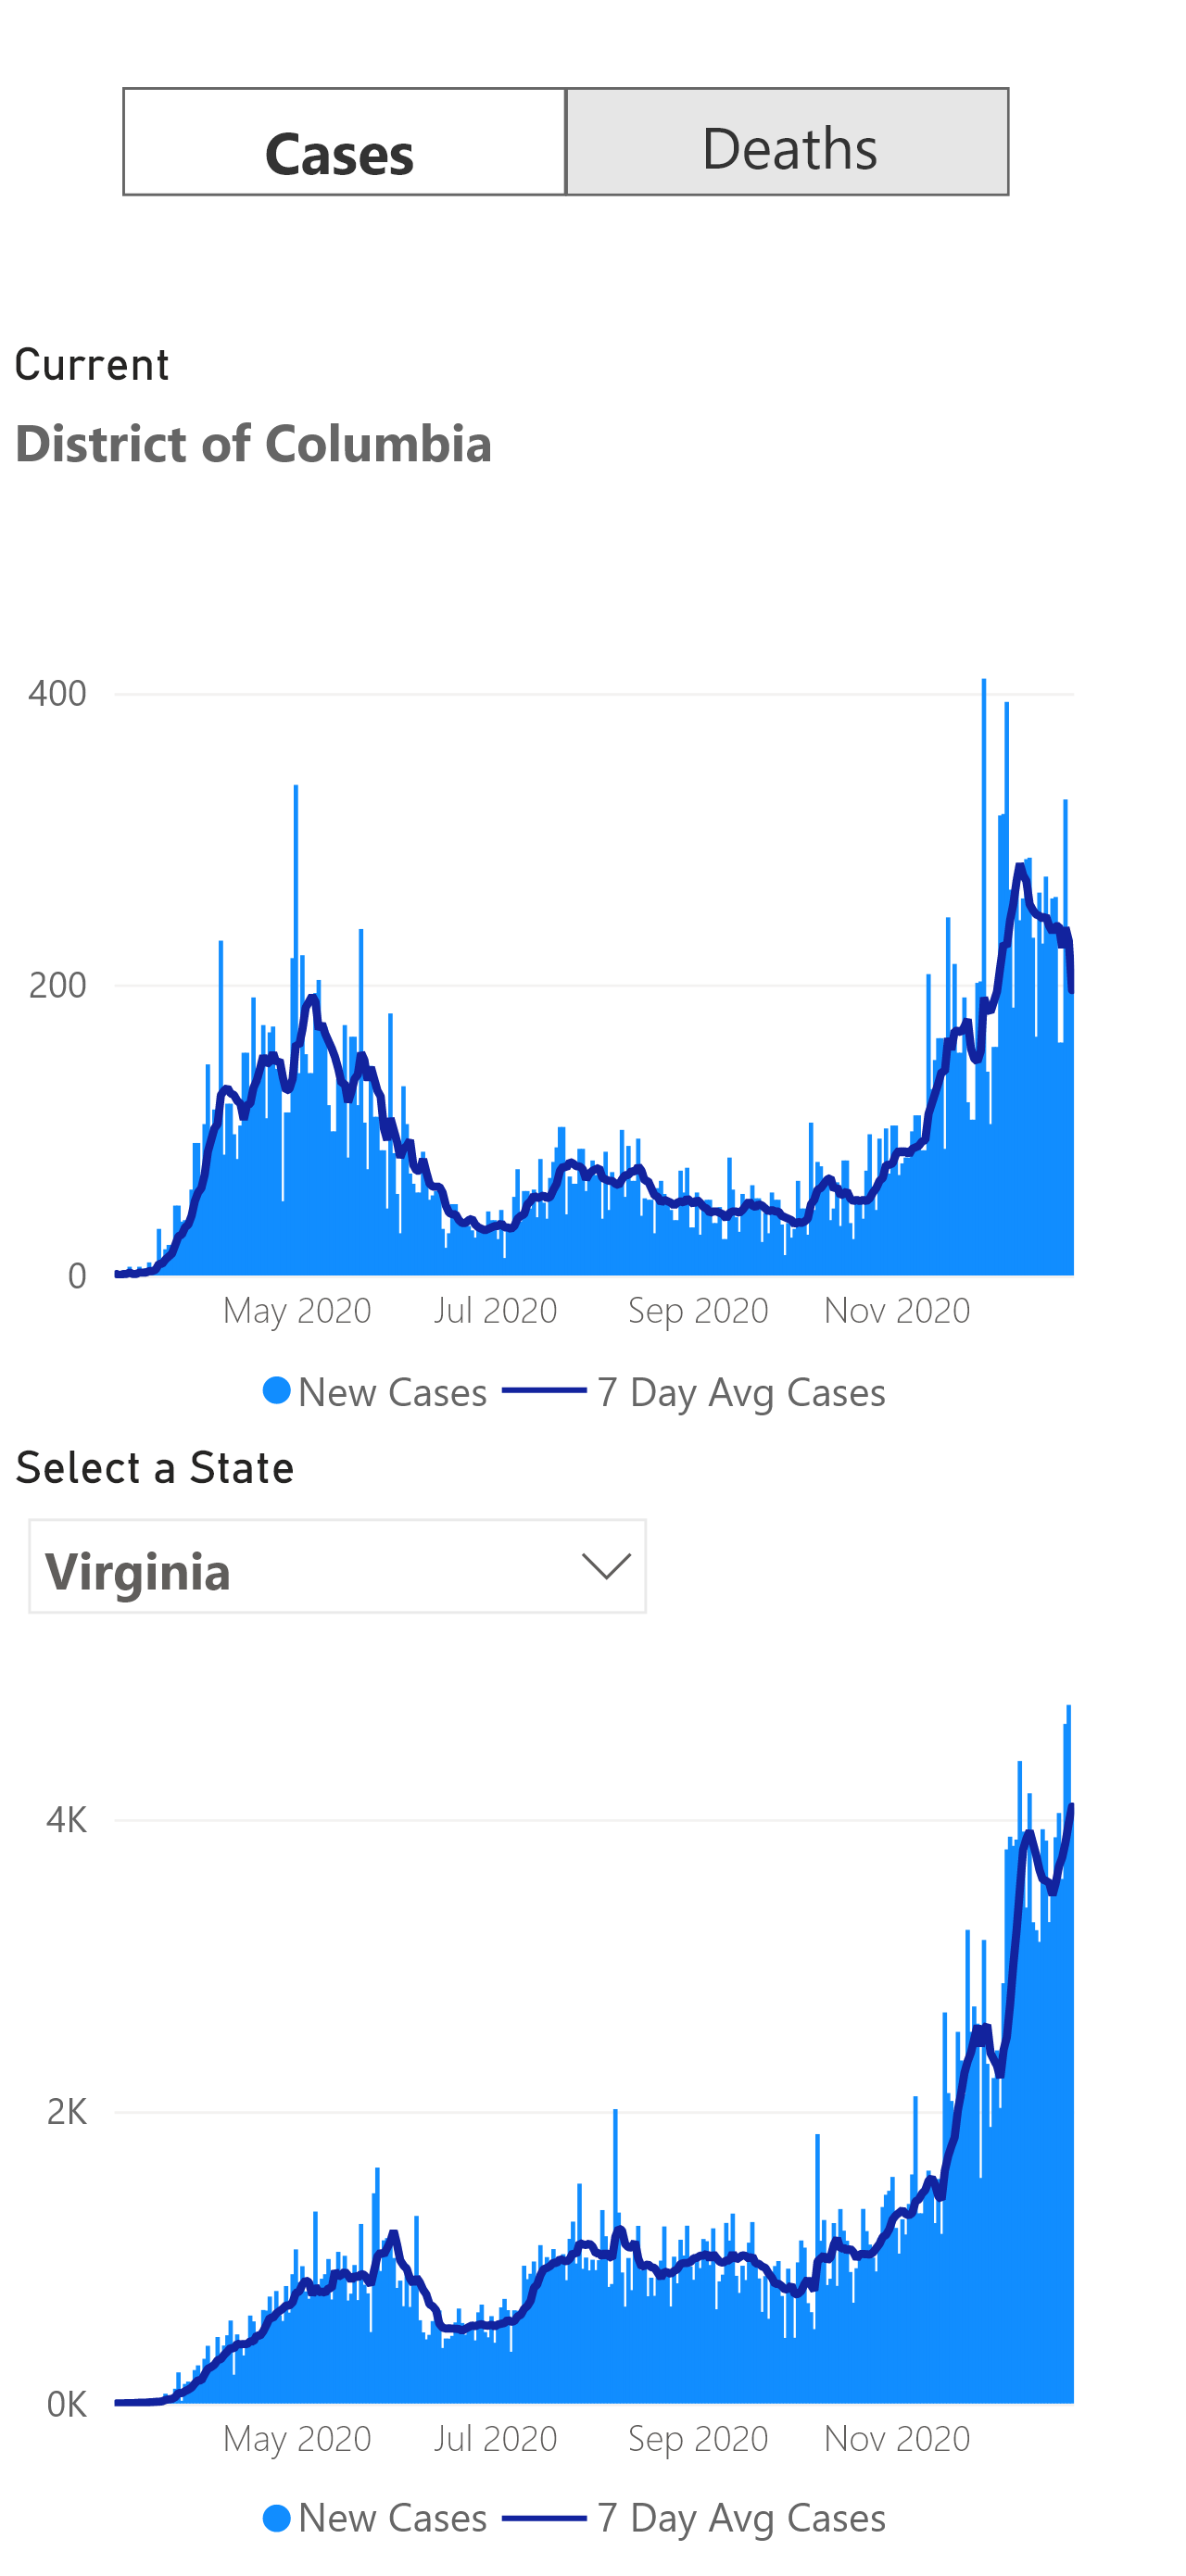 Cases Deaths
Current
District of Columbia
400
200
0
May 2020 Jul 2020 Sep 2020 Nov 2020
New Cases 7 Day Avg Cases
Select a State
Virginia
4K
2K
0K
May 2020 Jul 2020 Sep 2020 Nov 2020
New Cases 7 Day Avg Cases